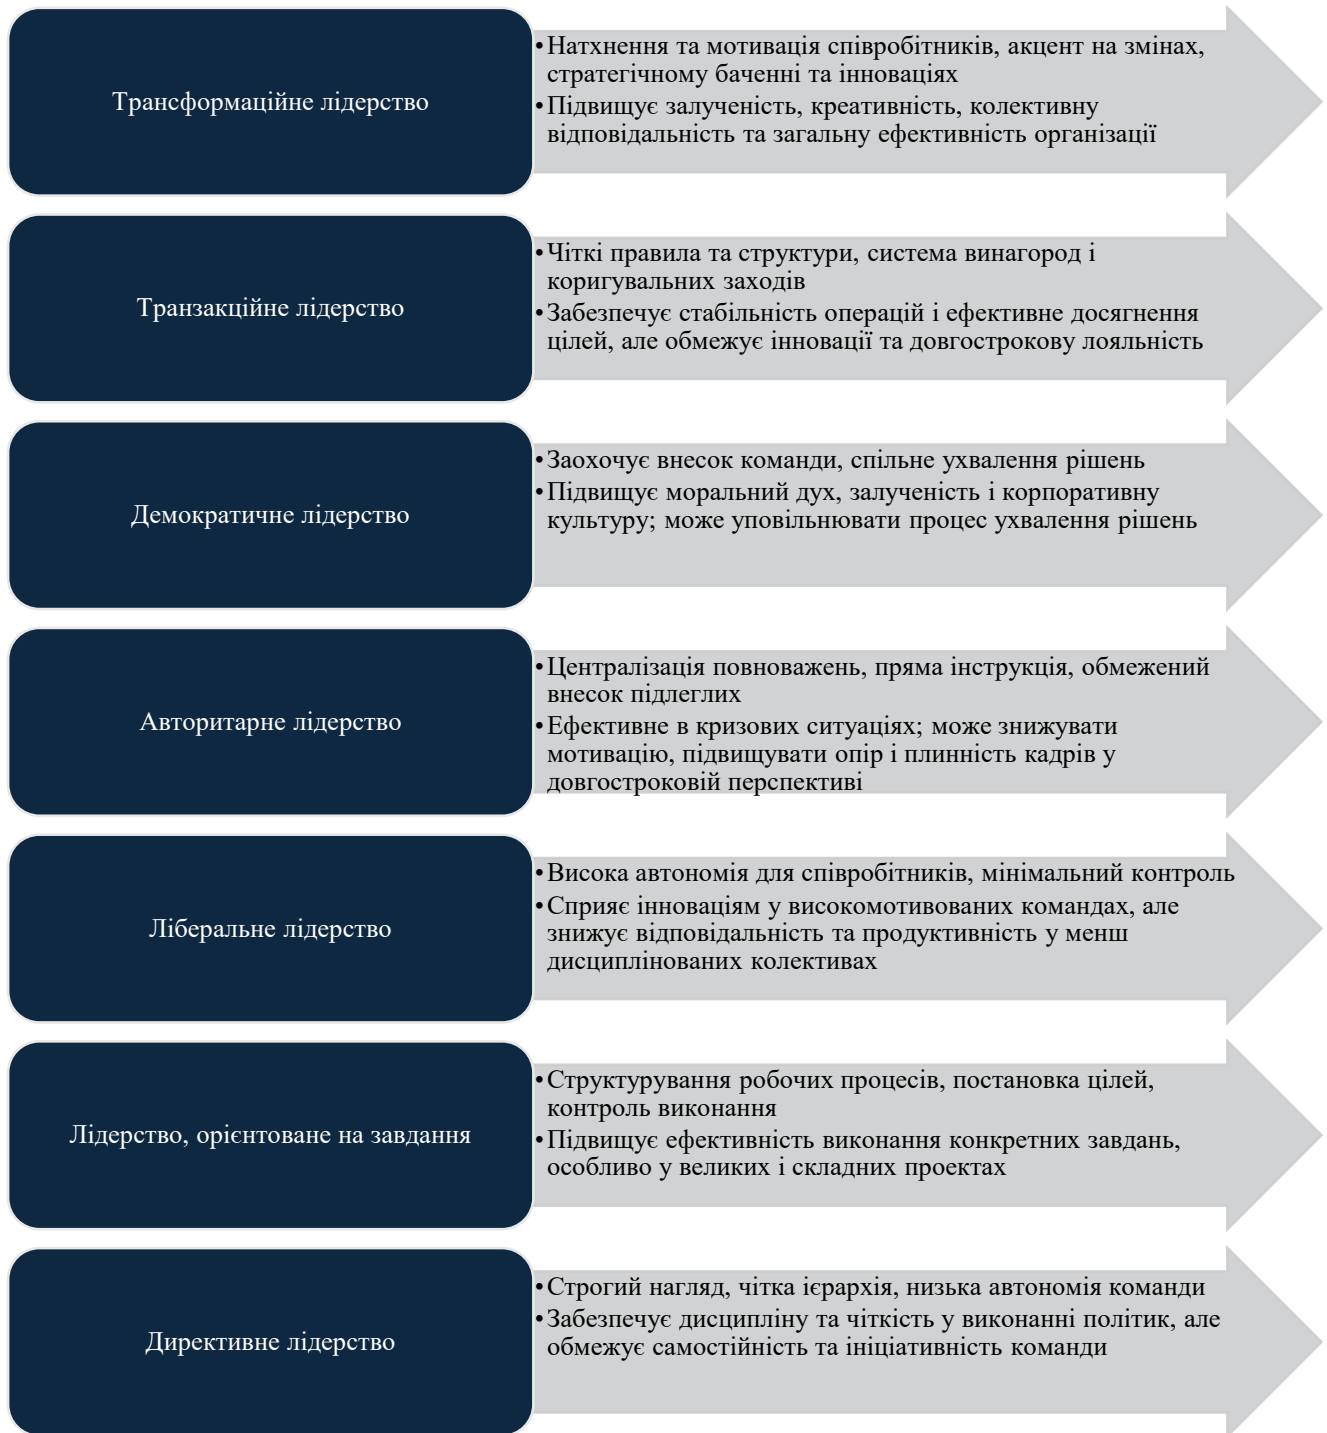 Трансформаційне лідерство
•Натхнення та мотивація співробітників, акцент на змінах,
стратегічному баченні та інноваціях
•Підвищує залученість, креативність, колективну
відповідальність та загальну ефективність організації
Транзакційне лідерство
•Чіткі правила та структури, система винагород і
коригувальних заходів
•Забезпечує стабільність операцій і ефективне досягнення
цілей, але обмежує інновації та довгострокову лояльність
Демократичне лідерство
•Заохочує внесок команди, спільне ухвалення рішень
•Підвищує моральний дух, залученість і корпоративну
культуру; може уповільнювати процес ухвалення рішень
Авторитарне лідерство
•Централізація повноважень, пряма інструкція, обмежений
внесок підлеглих
•Ефективне в кризових ситуаціях; може знижувати
мотивацію, підвищувати опір і плинність кадрів у
довгостроковій перспективі
Ліберальне лідерство
•Висока автономія для співробітників, мінімальний контроль
•Сприяє інноваціям у високомотивованих командах, але
знижує відповідальність та продуктивність у менш
дисциплінованих колективах
Лідерство, орієнтоване на завдання
•Структурування робочих процесів, постановка цілей,
контроль виконання
•Підвищує ефективність виконання конкретних завдань,
особливо у великих і складних проектах
Директивне лідерство
•Строгий нагляд, чітка ієрархія, низька автономія команди
•Забезпечує дисципліну та чіткість у виконанні політик, але
обмежує самостійність та ініціативність команди